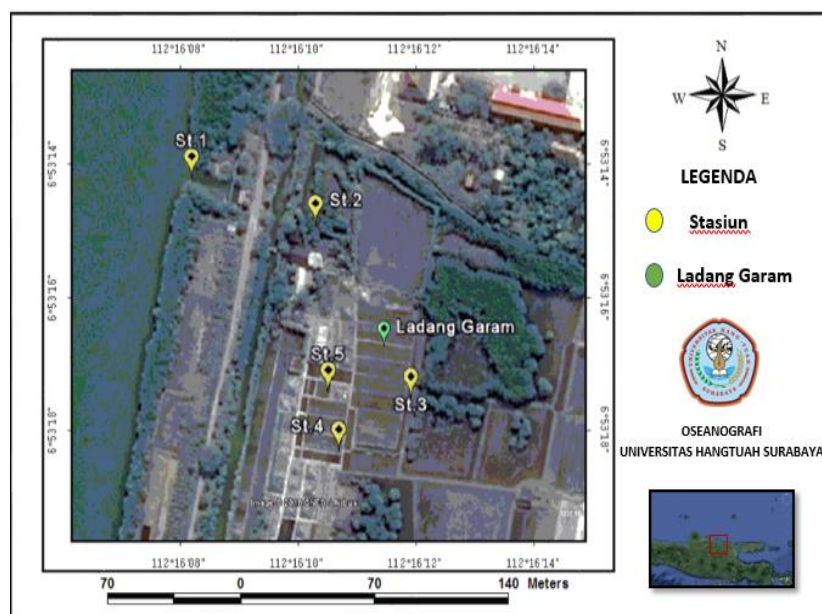 112°16'08" 112°16'10" 112°16'12" 112°16'14"
N
W E
S
6°53'14 6°53'14
St.1
St.2
LEGENDA
Stasiun
Ladang Garam
6°53'16 6°53'16
Ladang Garam
St.5
St.3
St.4
6°53'18 6°53'18
OSEANOGRAFI
UNIVERSITAS HANGTUAH SURABAYA
112°16'08" 112°16'10" 112°16'12" 112°16'14
70 0 70 140 Meters